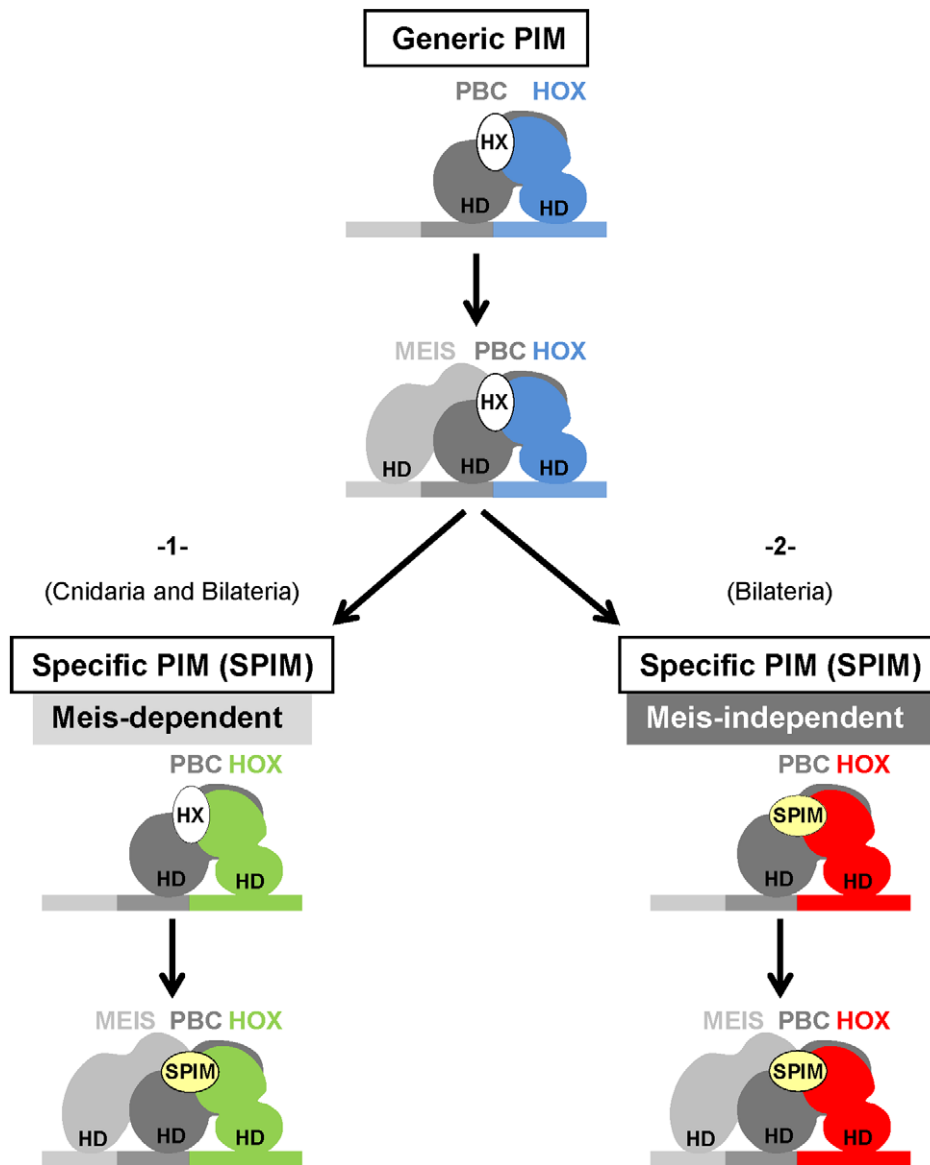 Generic PIM
PBC HOX
HX
HD HD
MEIS PBC HOX
HX
HD HD HD
-1-
(Cnidaria and Bilateria)
Specific PIM (SPIM)
Meis-dependent
PBC HOX
HX
HD HD
MEIS PBC HOX
SPIM
HD HD HD
-2-
(Bilateria)
Specific PIM (SPIM)
Meis-independent
PBC HOX
SPIM
HD HD
MEIS PBC HOX
SPIM
HD HD HD